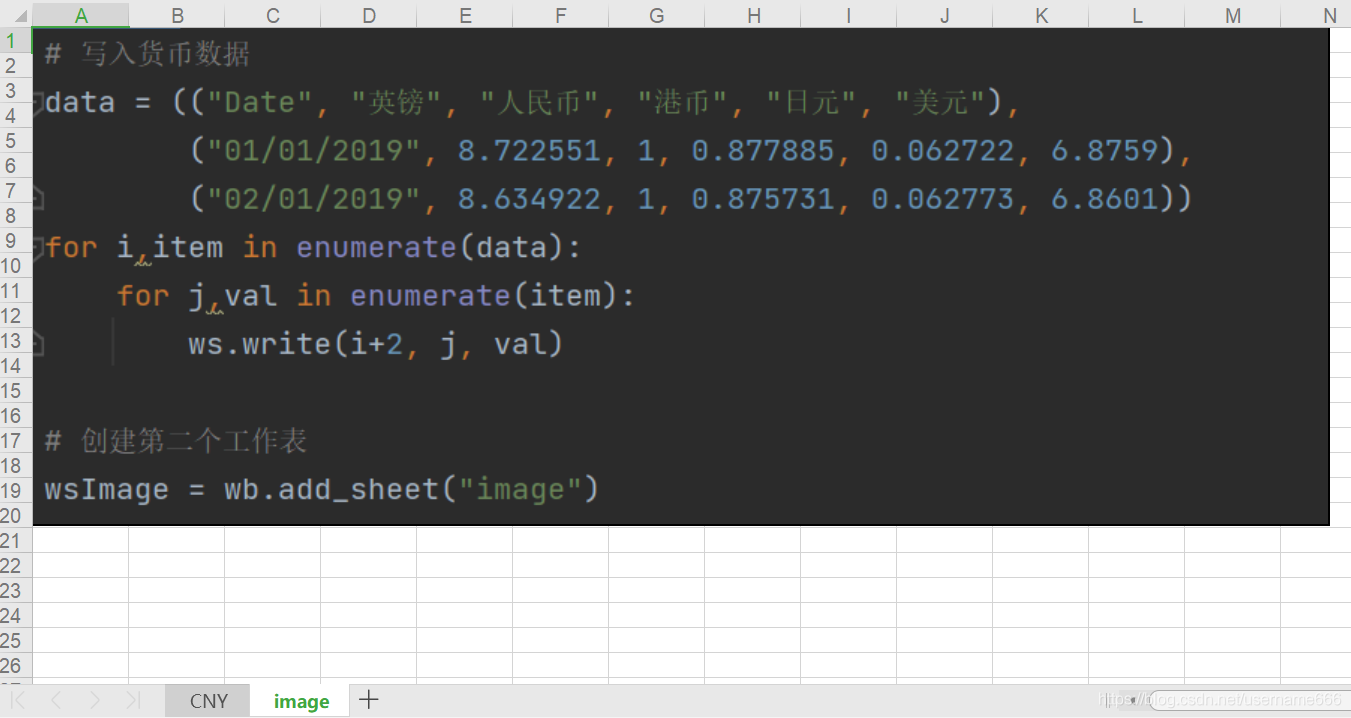 A B C D E F G H I J K L M N
1
2
3
4
5
6
7
8
9
10
11
12
13
14
15
16
17
18
19
20
21
22
23
24
25
26
# 写入货币数据
data = (("Date", "英镑", "人民币", "港币", "日元", "美元"),
("01/01/2019", 8.722551, 1, 0.877885, 0.062722, 6.8759),
("02/01/2019", 8.634922, 1, 0.875731, 0.062773, 6.8601))
for i,item in enumerate(data):
for j,val in enumerate(item):
ws.write(i+2, j, val)
# 创建第二个工作表
wsImage = wb.add_sheet("image")
CNY image +
https://blog.csdn.net/username666